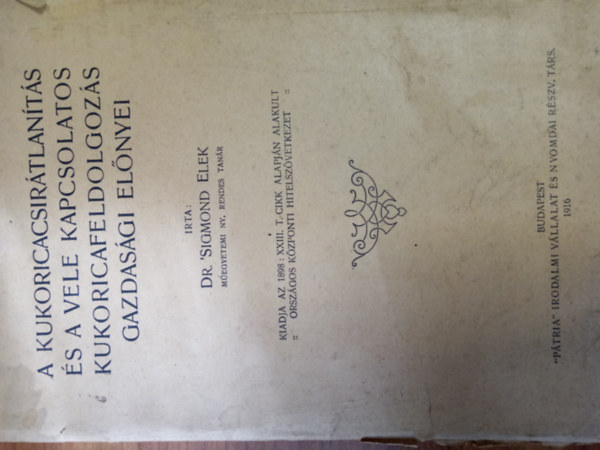 A KUKORICACSIRÁTLANÍTÁS
ÉS A VELE KAPCSOLATOS
KUKORICAFELDOLGOZÁS
GAZDASÁGI ELŐNYEI
IRTA:
DR. 'SIGMOND ELEK
MŰEGYETEMI NY. RENDES TANÁR
KIADJA AZ 1898: XXIII. T.-CIKK ALAPJÁN ALAKULT
= ORSZÁGOS KÖZPONTI HITELSZÖVETKEZET =
BUDAPEST
"PÁTRIA" IRODALMI VÁLLALAT ÉS NYOMDAI RÉSZV. TÁRS.
1916